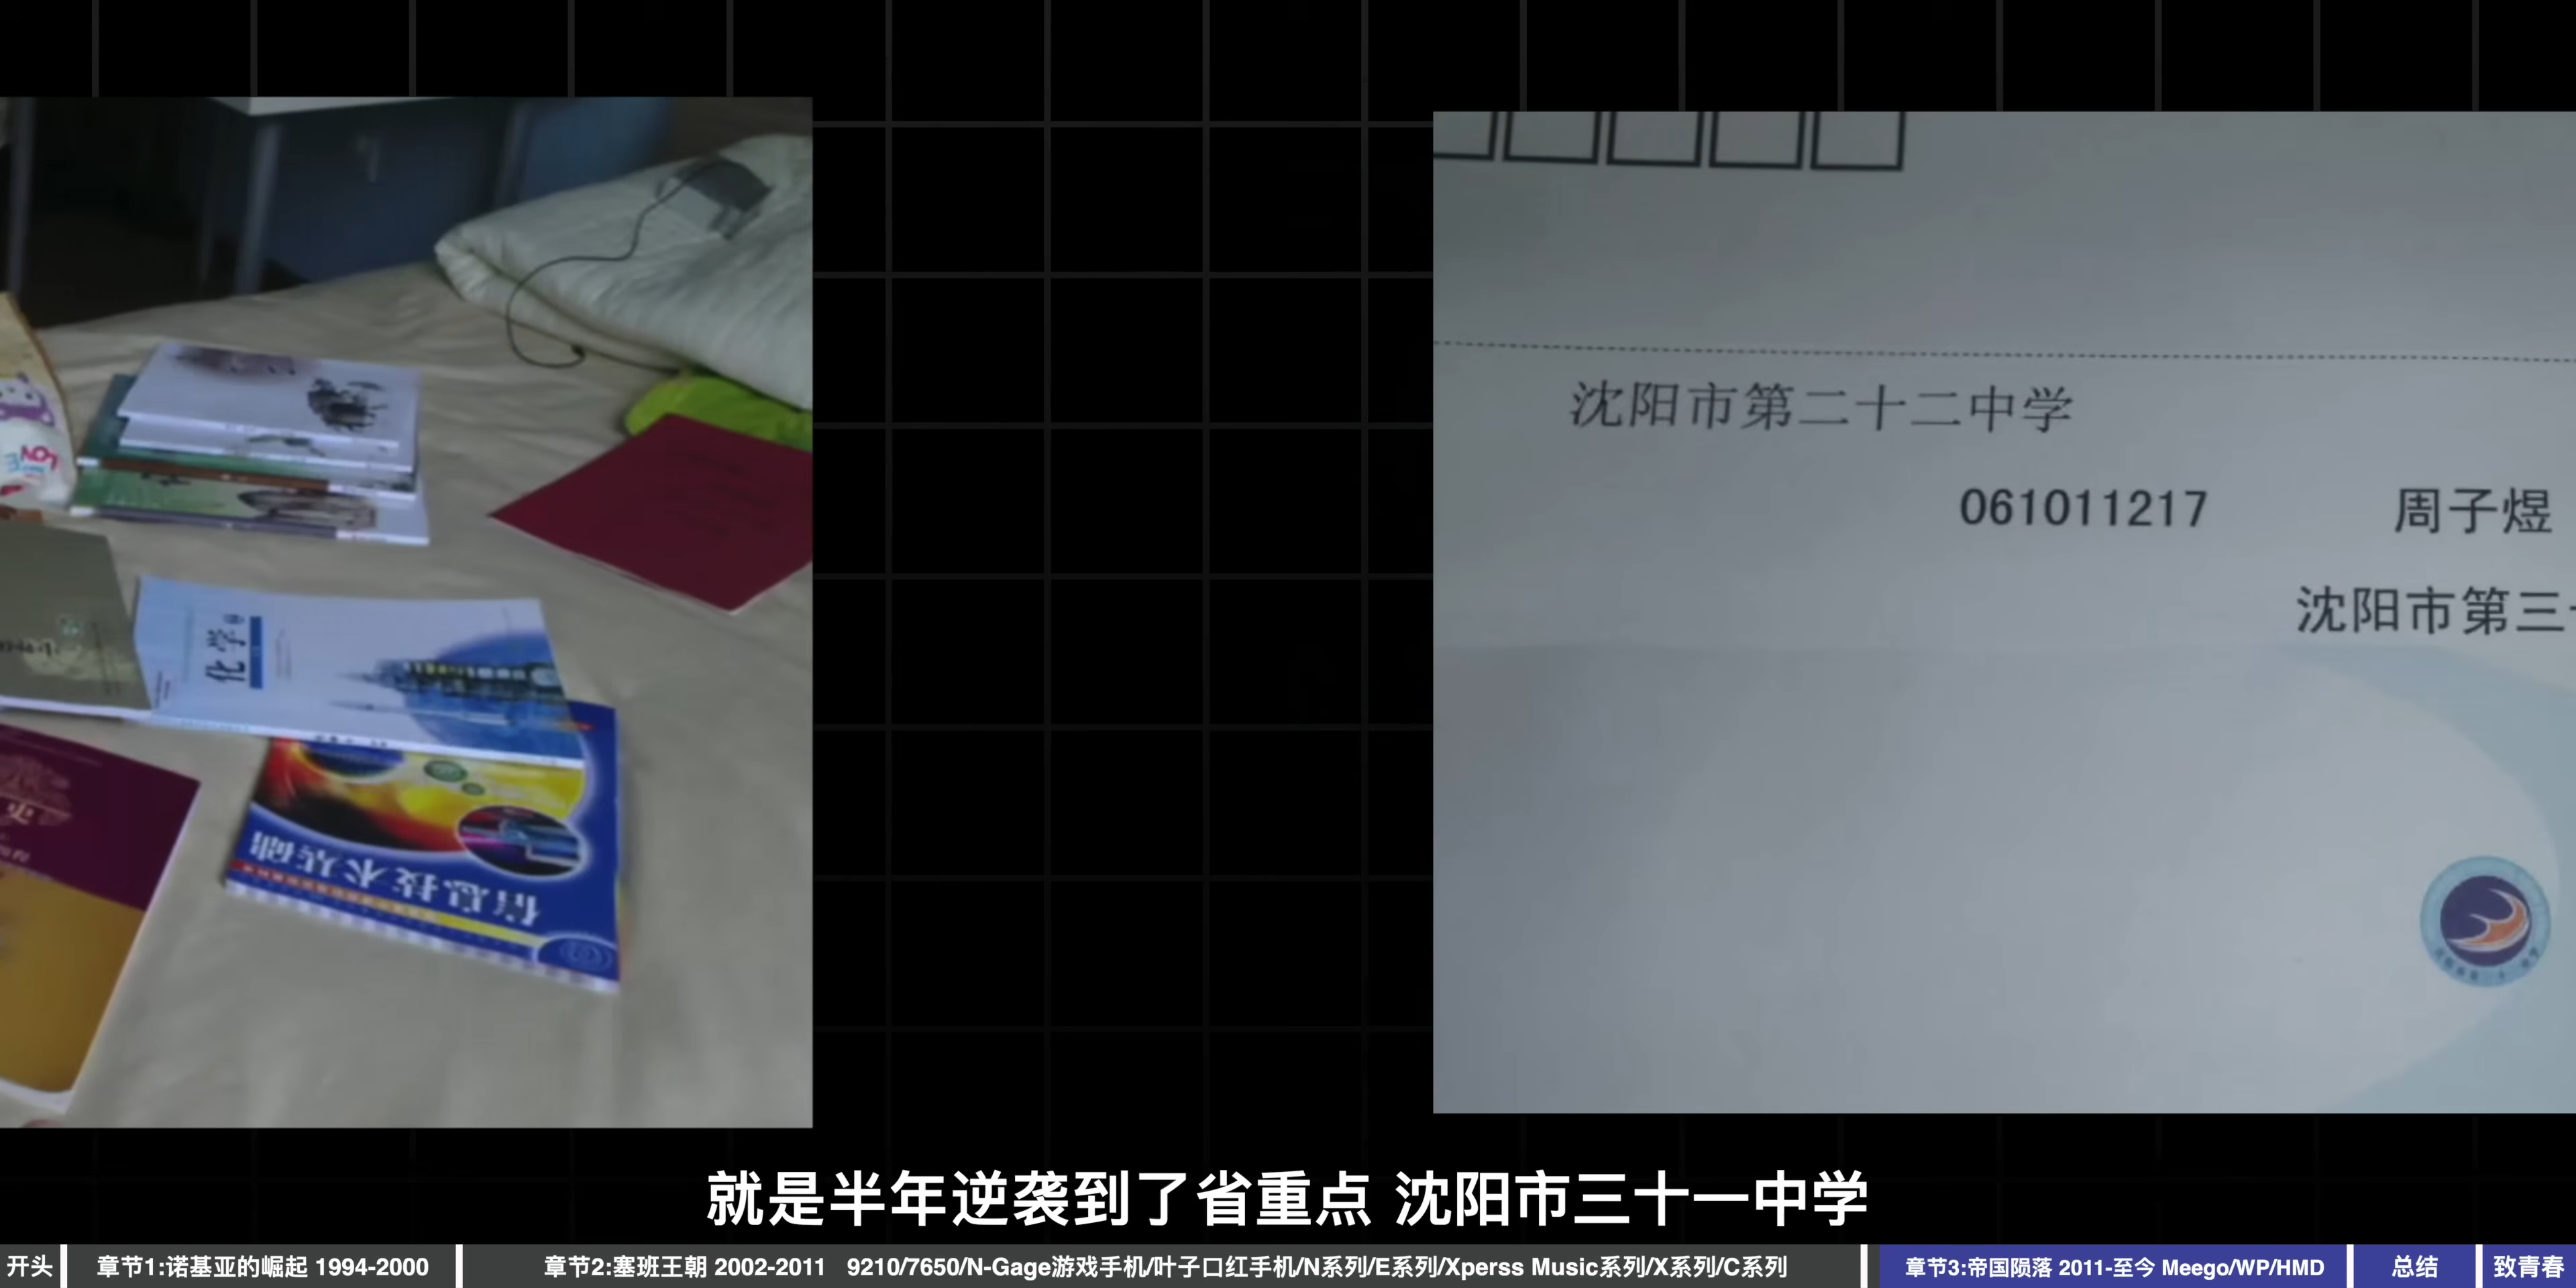 LOVE
化学
史
信息技术基础
沈阳市第二十二中学
061011217 周子煜
沈阳市第三十
就是半年逆袭到了省重点 沈阳市三十一中学
开头 章节1:诺基亚的崛起 1994-2000 章节2:塞班王朝 2002-2011 9210/7650/N-Gage游戏手机/叶子口红手机/N系列/E系列/Xperss Music系列/X系列/C系列 章节3:帝国陨落 2011-至今 Meego/WP/HMD 总结 致青春